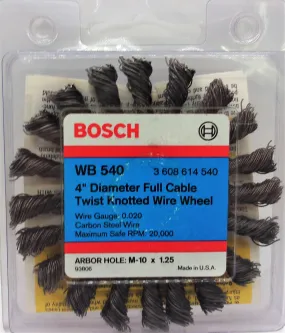 BOSCH
WB 540 3 608 614 540
4" Diameter Full Cable
Twist Knotted Wire Wheel
Wire Gauge: 0.020
Carbon Steel Wire
Maximum Safe RPM: 20,000
ARBOR HOLE: M-10 x 1.25
93806 Made in U.S.A.